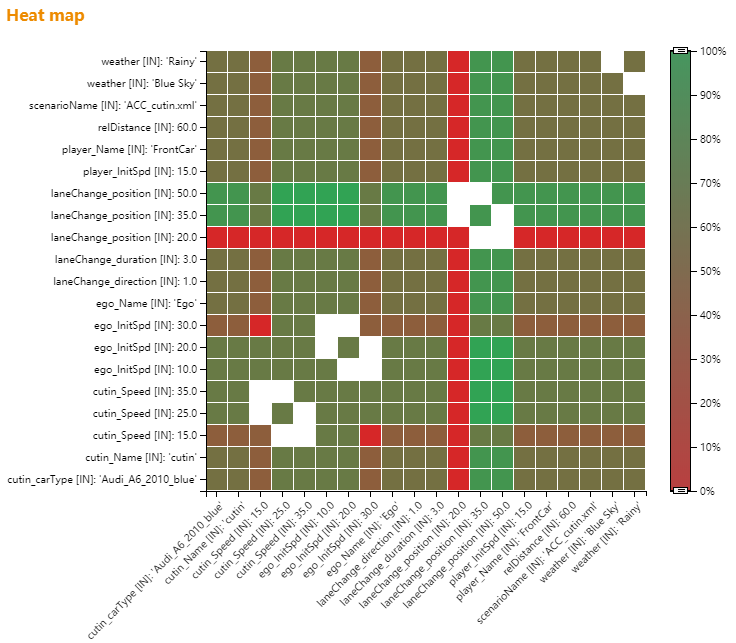 Heat map
weather [IN]: 'Rainy'
weather [IN]: 'Blue Sky'
scenarioName [IN]: 'ACC_cutin.xml'
relDistance [IN]: 60.0
player_Name [IN]: 'FrontCar'
player_InitSpd [IN]: 15.0
laneChange_position [IN]: 50.0
laneChange_position [IN]: 35.0
laneChange_position [IN]: 20.0
laneChange_duration [IN]: 3.0
laneChange_direction [IN]: 1.0
ego_Name [IN]: 'Ego'
ego_InitSpd [IN]: 30.0
ego_InitSpd [IN]: 20.0
ego_InitSpd [IN]: 10.0
cutin_Speed [IN]: 35.0
cutin_Speed [IN]: 25.0
cutin_Speed [IN]: 15.0
cutin_Name [IN]: 'cutin'
cutin_carType [IN]: 'Audi_A6_2010_blue'
cutin_carType [IN]: 'Audi_A6_2010_blue'
cutin_Name [IN]: 'cutin'
cutin_Speed [IN]: 15.0
cutin_Speed [IN]: 25.0
cutin_Speed [IN]: 35.0
ego_InitSpd [IN]: 10.0
ego_InitSpd [IN]: 20.0
ego_InitSpd [IN]: 30.0
ego_Name [IN]: 'Ego'
laneChange_direction [IN]: 1.0
laneChange_duration [IN]: 3.0
laneChange_position [IN]: 20.0
laneChange_position [IN]: 35.0
laneChange_position [IN]: 50.0
player_InitSpd [IN]: 15.0
player_Name [IN]: 'FrontCar'
relDistance [IN]: 60.0
scenarioName [IN]: 'ACC_cutin.xml'
weather [IN]: 'Blue Sky'
weather [IN]: 'Rainy'
100%
90%
80%
70%
60%
50%
40%
30%
20%
10%
0%